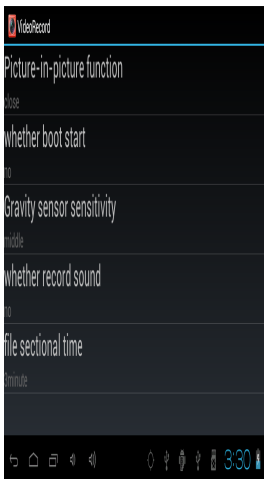 VideoRecord
Picture-in-picture function
close
whether boot start
no
Gravity sensor sensitivity
middle
whether record sound
no
file sectional time
3minute
3:30